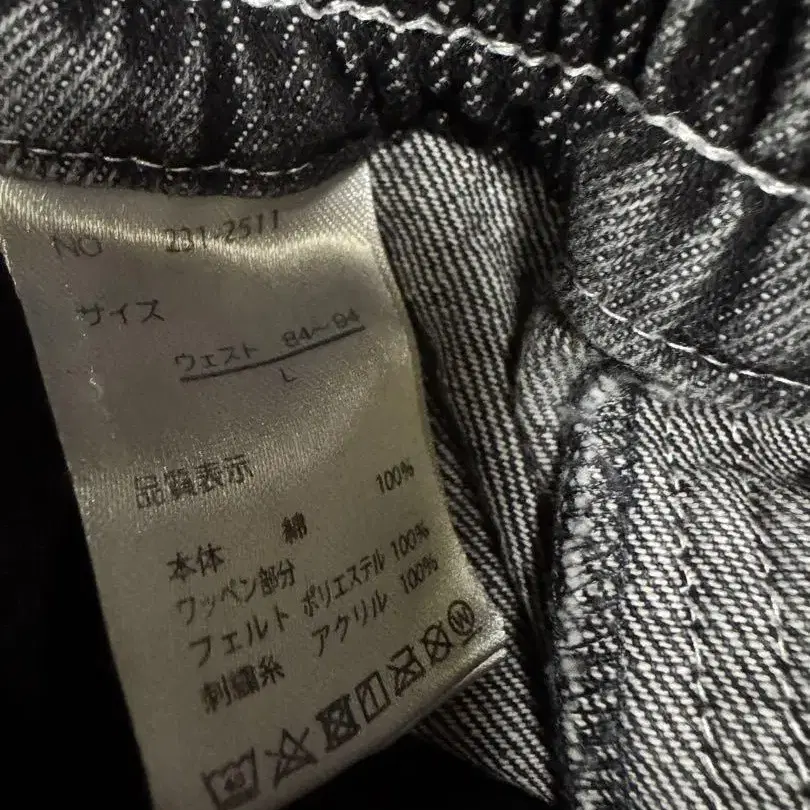 NO 231-2511
サイズ
ウェスト 84~94
L
品質表示
本体 綿 100%
ワッペン部分
フェルト ポリエステル 100%
刺繍糸 アクリル 100%
W